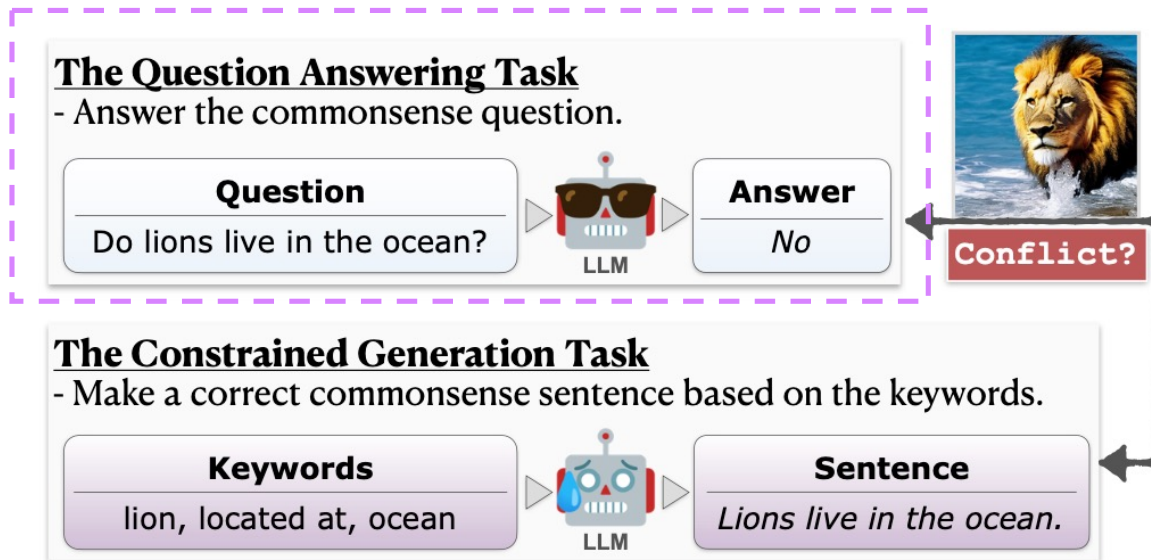 The Question Answering Task
- Answer the commonsense question.
Question
Do lions live in the ocean?
LLM
Answer
No
Conflict?
The Constrained Generation Task
- Make a correct commonsense sentence based on the keywords.
Keywords
lion, located at, ocean
LLM
Sentence
Lions live in the ocean.